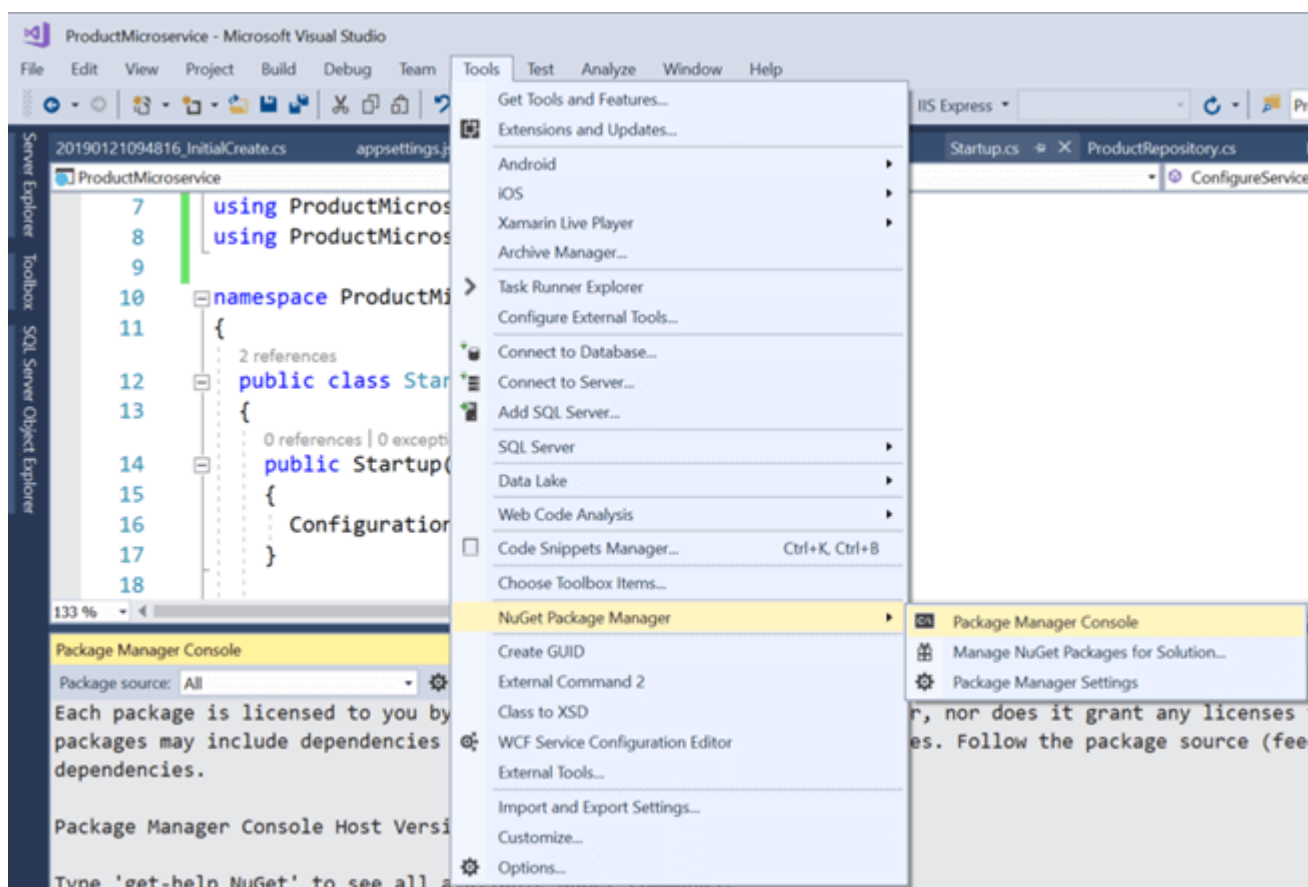 ProductMicroservice - Microsoft Visual Studio
File Edit View Project Build Debug Team Tools Test Analyze Window Help
IIS Express
20190121094816_InitialCreate.cs appsettings.js Startup.cs ProductRepository.cs
ProductMicroservice ConfigureService
Server Explorer
Toolbox
SQL Server Object Explorer
7 using ProductMicros
8 using ProductMicros
9
10 namespace ProductMi
11 {
2 references
12 public class Star
13 {
0 references | 0 excepti
14 public Startup(
15 {
16 Configuration
17 }
18
133 %
Get Tools and Features...
Extensions and Updates...
Android
iOS
Xamarin Live Player
Archive Manager...
Task Runner Explorer
Configure External Tools...
Connect to Database...
Connect to Server...
Add SQL Server...
SQL Server
Data Lake
Web Code Analysis
Code Snippets Manager... Ctrl+K, Ctrl+B
Choose Toolbox Items...
NuGet Package Manager
Create GUID
External Command 2
Class to XSD
WCF Service Configuration Editor
External Tools...
Import and Export Settings...
Customize...
Options...
Package Manager Console
Manage NuGet Packages for Solution...
Package Manager Settings
Package Manager Console
Package source: All
Each package is licensed to you by r, nor does it grant any licenses
packages may include dependencies es. Follow the package source (fee
dependencies.
Package Manager Console Host Versi
Type 'get-help NuGet' to see all a